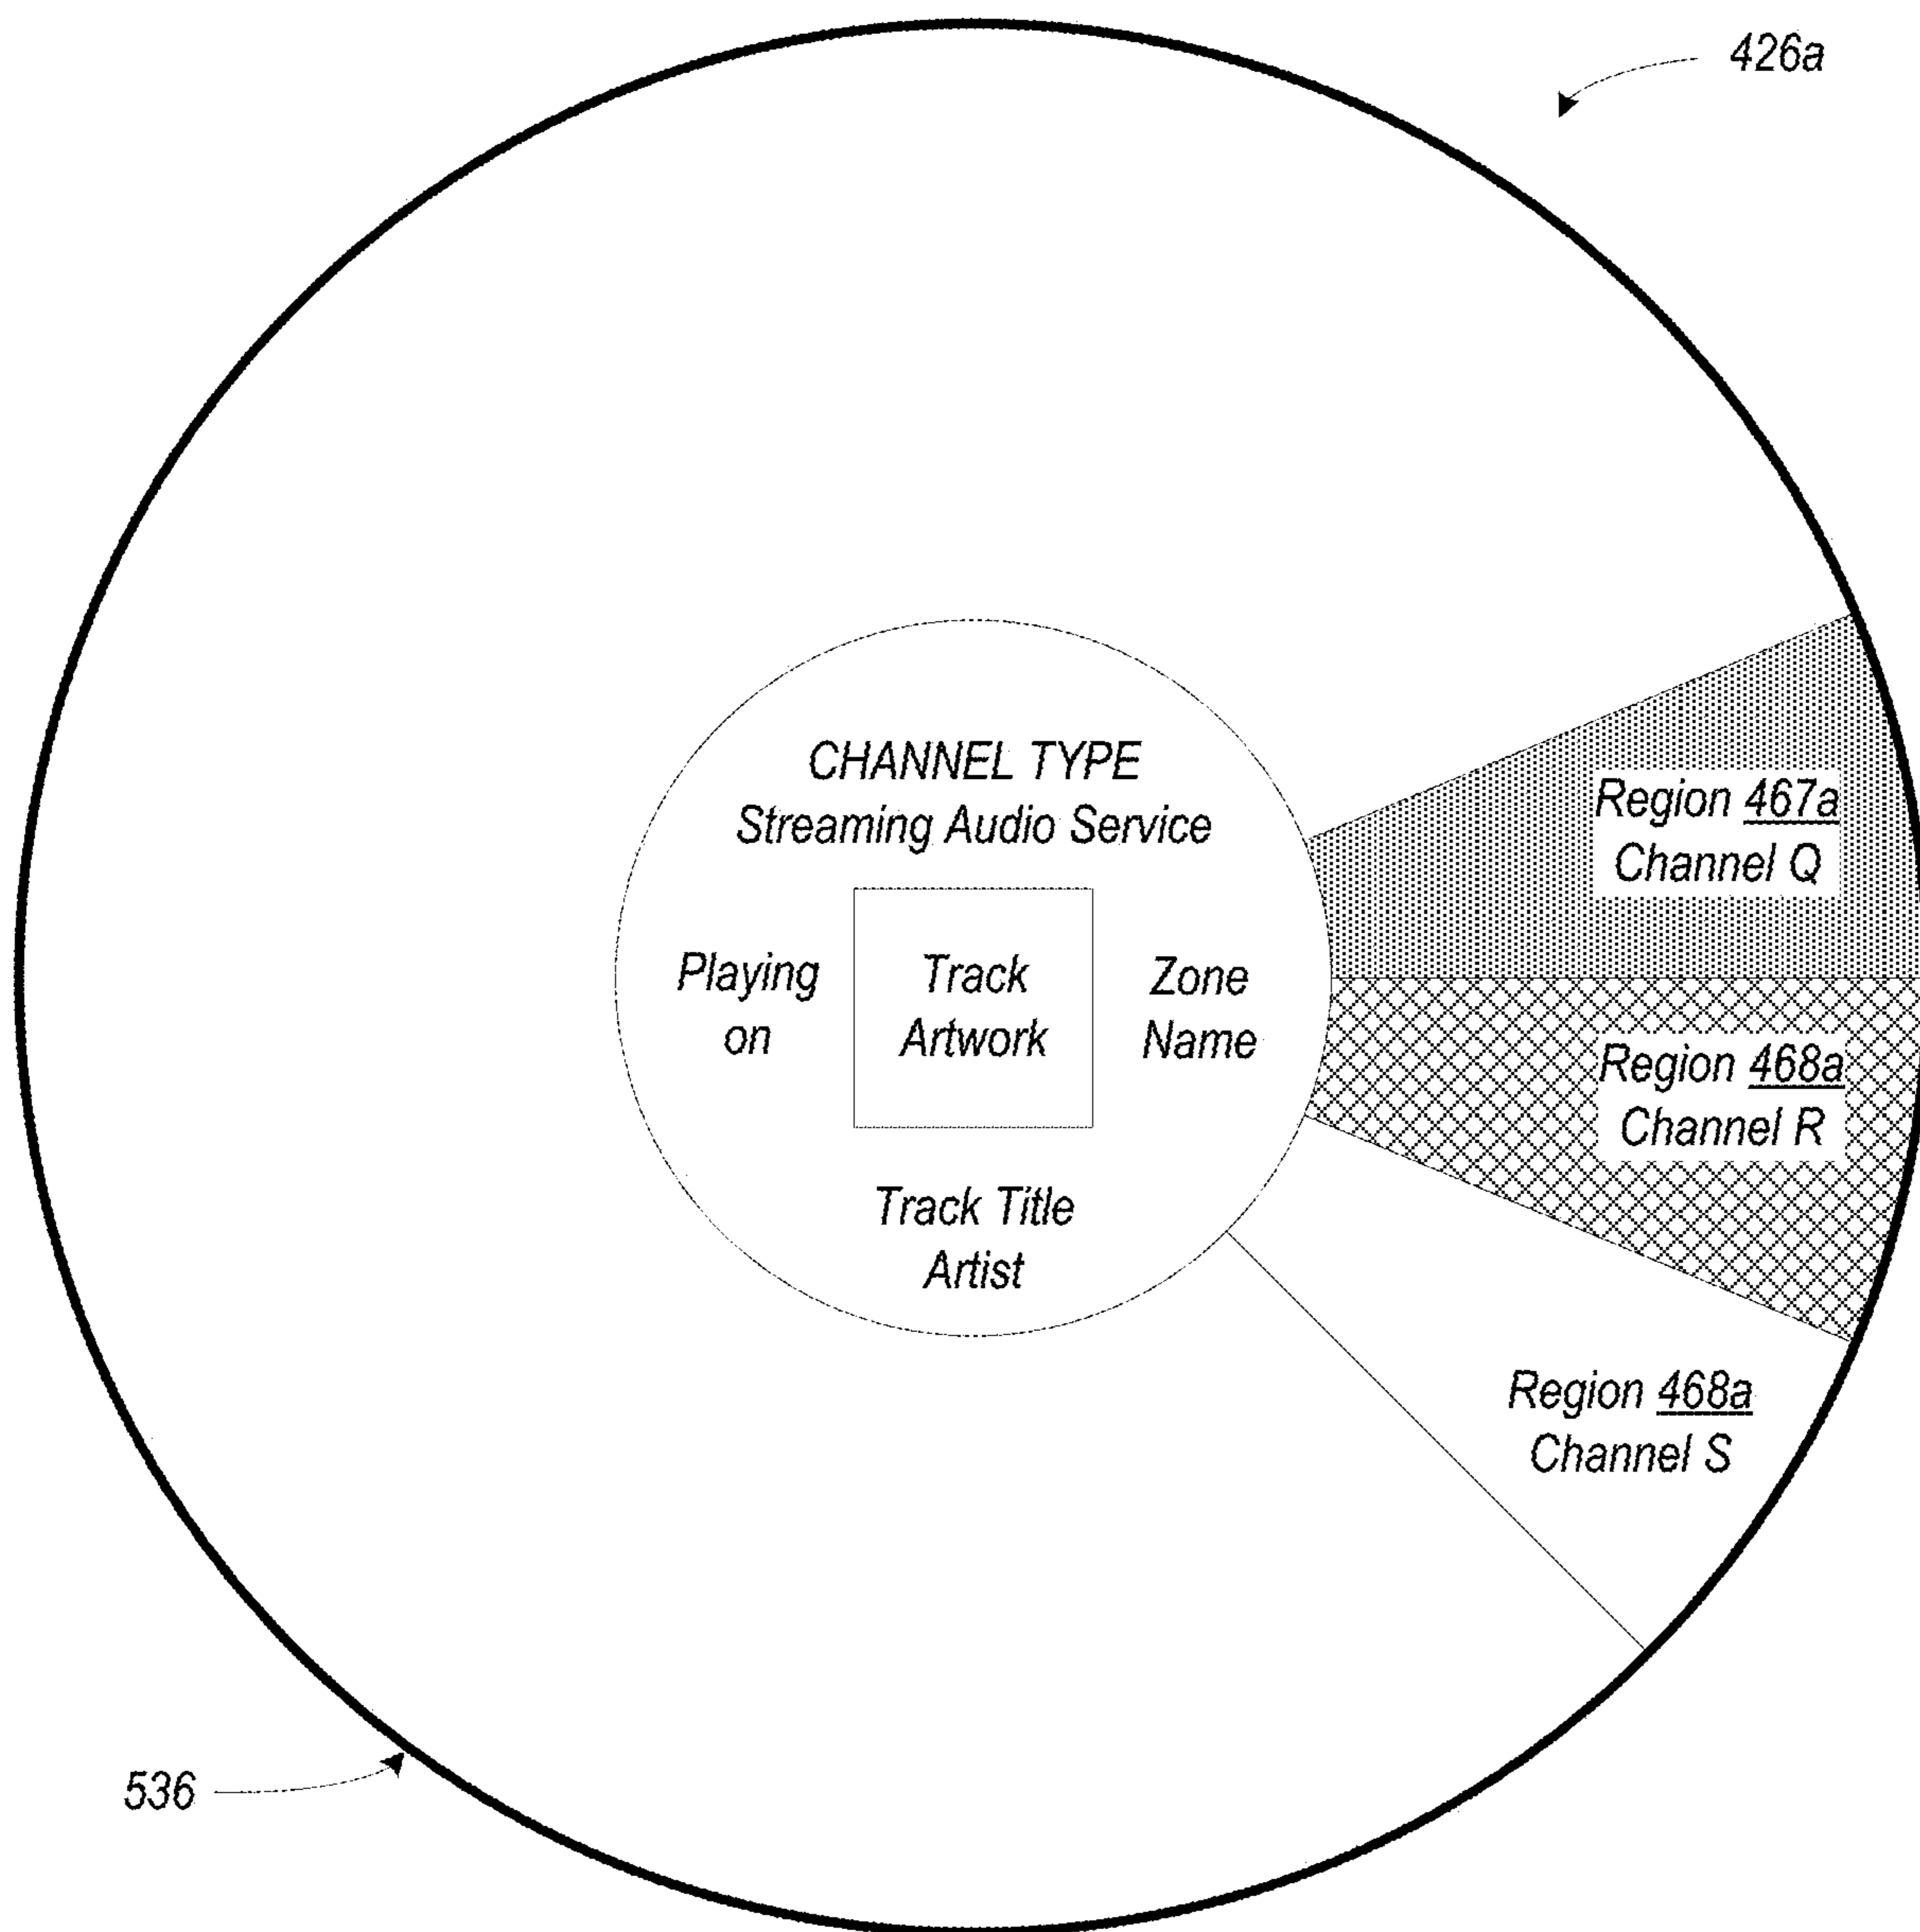 426a
CHANNEL TYPE
Streaming Audio Service
Playing
on
Track
Artwork
Zone
Name
Track Title
Artist
Region 467a
Channel Q
Region 468a
Channel R
Region 468a
Channel S
536